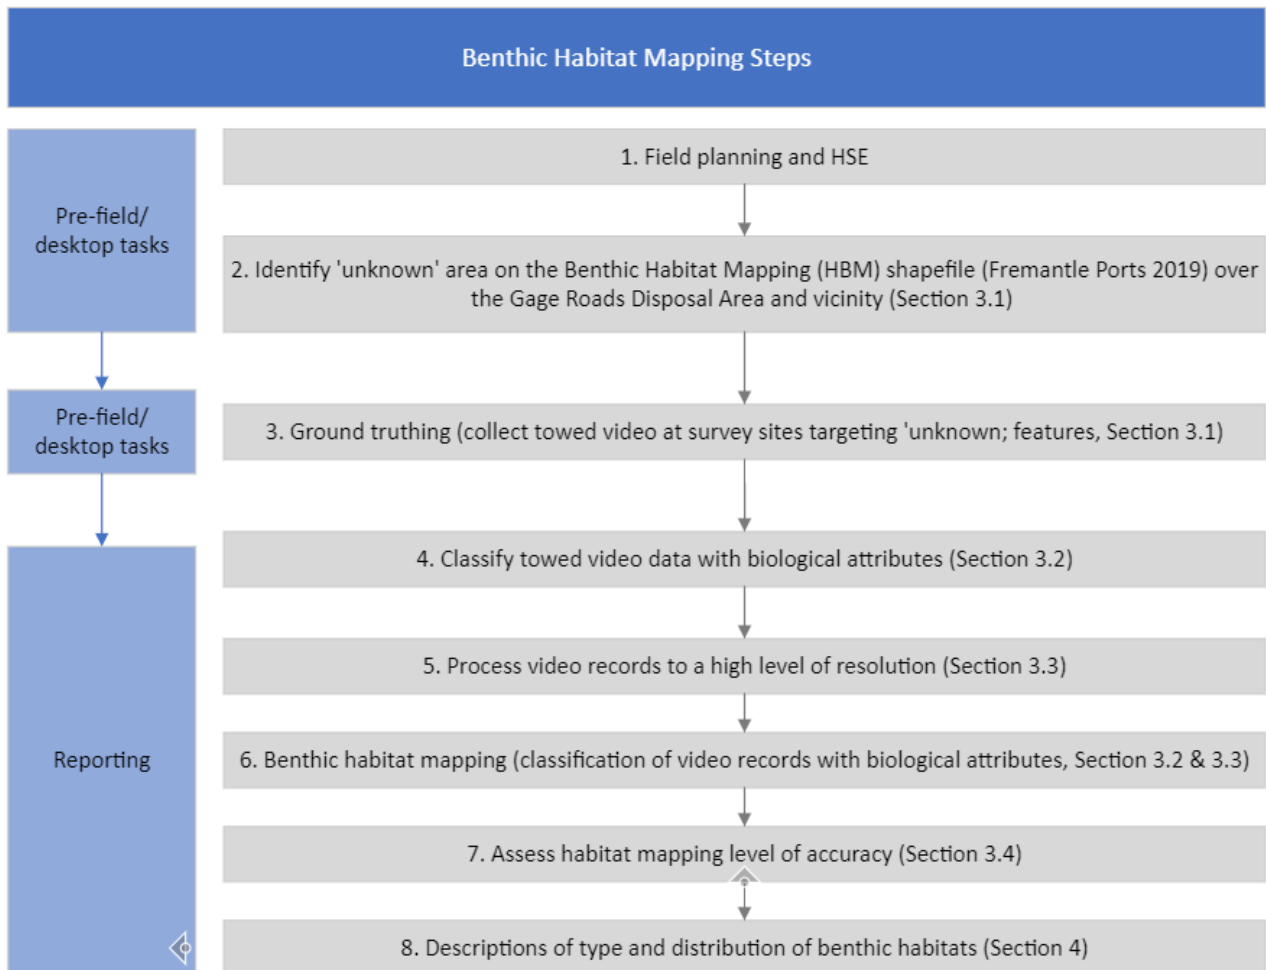 Benthic Habitat Mapping Steps
Pre-field/
desktop tasks
1. Field planning and HSE
2. Identify 'unknown' area on the Benthic Habitat Mapping (HBM) shapefile (Fremantle Ports 2019) over
the Gage Roads Disposal Area and vicinity (Section 3.1)
Pre-field/
desktop tasks
3. Ground truthing (collect towed video at survey sites targeting 'unknown; features, Section 3.1)
Reporting
4. Classify towed video data with biological attributes (Section 3.2)
5. Process video records to a high level of resolution (Section 3.3)
6. Benthic habitat mapping (classification of video records with biological attributes, Section 3.2 & 3.3)
7. Assess habitat mapping level of accuracy (Section 3.4)
8. Descriptions of type and distribution of benthic habitats (Section 4)